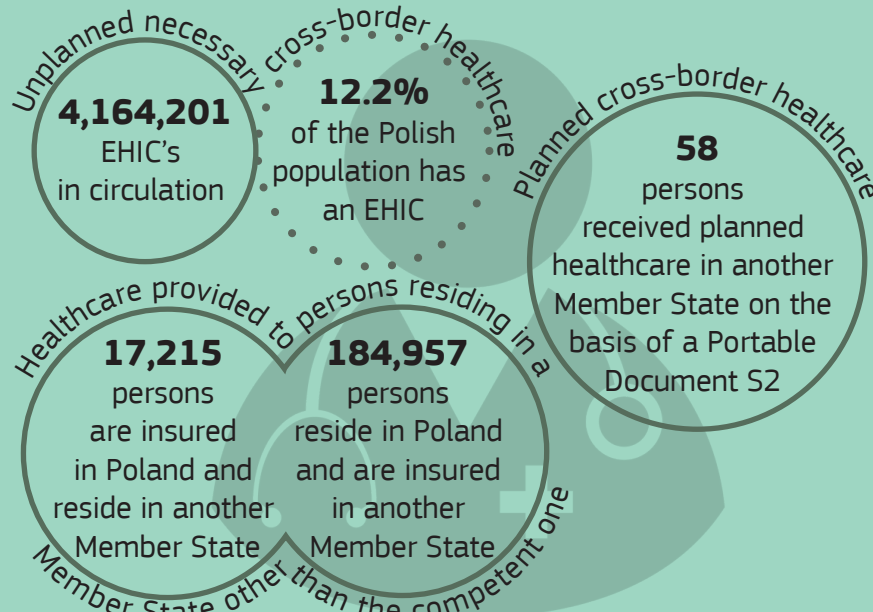 Unplanned necessary cross-border healthcare
4,164,201
EHIC's
in circulation
12.2%
of the Polish
population has
an EHIC
Planned cross-border healthcare
58
persons
received planned
healthcare in another
Member State on the
basis of a Portable
Document S2
Healthcare provided to persons residing in a
17,215
persons
are insured
in Poland and
reside in another
Member State
184,957
persons
reside in Poland
and are insured
in another
Member State
Member State other than the competent one